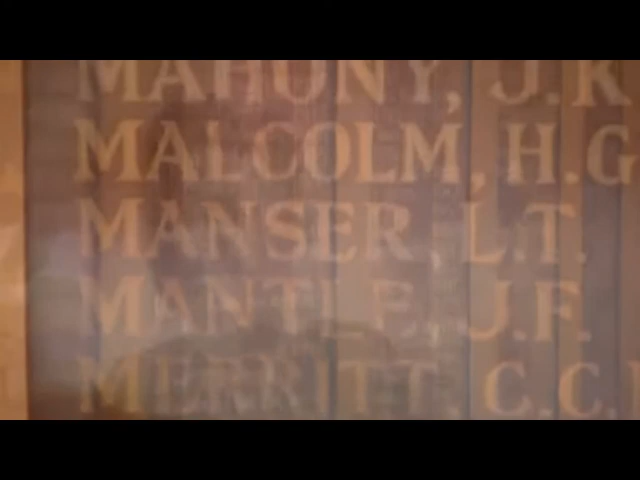 MAHONY, J.K
MALCOLM, H.G
MANSER, L.T.
MANTLE, J.F.
MERRITT, C.C.